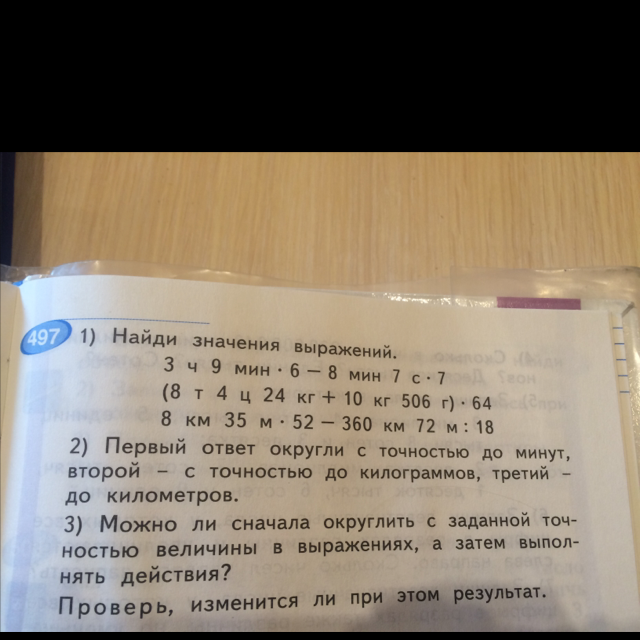 497 1) Найди значения выражений.
3 ч 9 мин · 6 – 8 мин 7 с · 7
(8 т 4 ц 24 кг + 10 кг 506 г) · 64
8 км 35 м · 52 – 360 км 72 м : 18
2) Первый ответ округли с точностью до минут,
второй – с точностью до килограммов, третий –
до километров.
3) Можно ли сначала округлить с заданной точ-
ностью величины в выражениях, а затем выпол-
нять действия?
Проверь, изменится ли при этом результат.